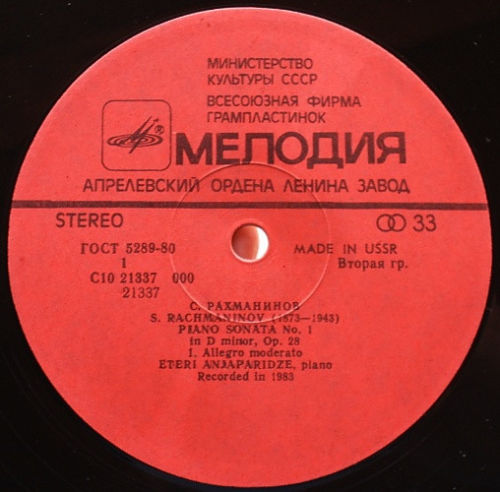 МИНИСТЕРСТВО
КУЛЬТУРЫ СССР
ВСЕСОЮЗНАЯ ФИРМА
ГРАМПЛАСТИНОК
МЕЛОДИЯ
АПРЕЛЕВСКИЙ ОРДЕНА ЛЕНИНА ЗАВОД
STEREO 33
ГОСТ 5289-80 MADE IN USSR
1 Вторая гр.
С10 21337 000
21337
С. РАХМАНИНОВ
S. RACHMANINOV (1873—1943)
PIANO SONATA No. 1
in D minor, Op. 28
1. Allegro moderato
ETERI ANJAPARIDZE, piano
Recorded in 1983